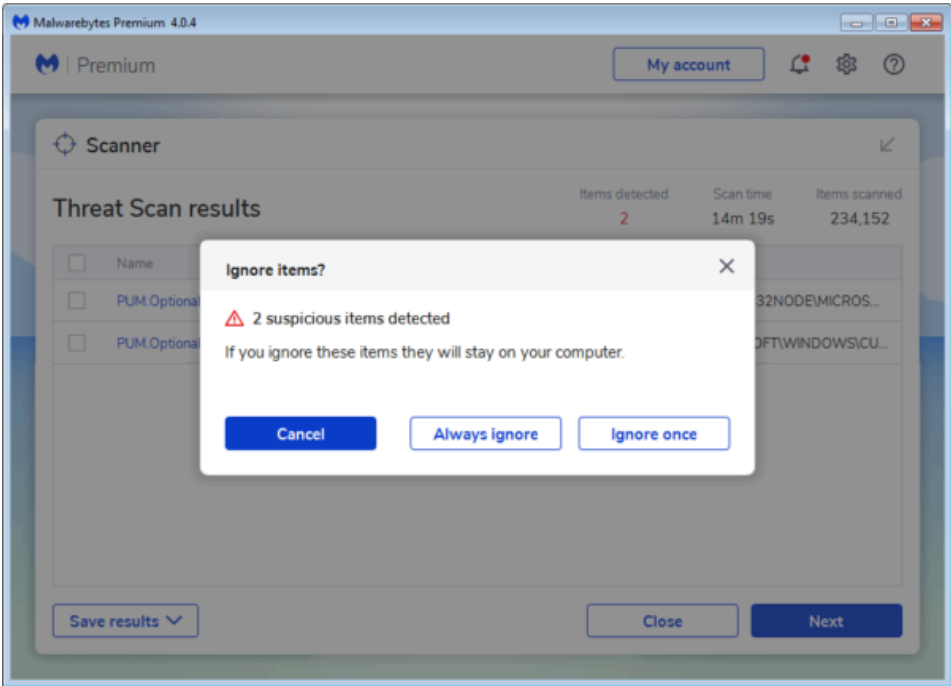 Malwarebytes Premium 4.0.4
Premium
My account
Scanner
Threat Scan results
Items detected
Scan time
Items scanned
2
14m 19s
234,152
Name
Ignore items?
PUM.Optional
32NODE\MICROS...
2 suspicious items detected
PUM.Optional
OFT\WINDOWS\CU...
If you ignore these items they will stay on your computer.
Cancel
Always ignore
Ignore once
Save results
Close
Next